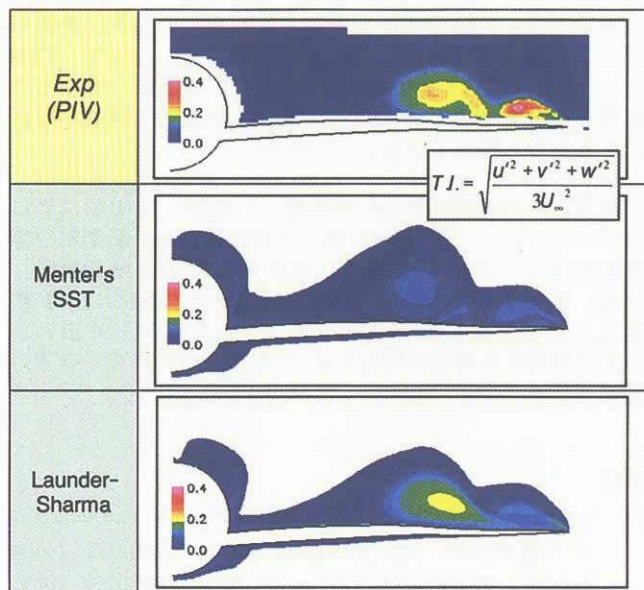 Exp
(PIV)
0.4
0.2
0.0
T.I. = √(u'² + v'² + w'² / 3U∞²)
Menter's
SST
0.4
0.2
0.0
Launder-
Sharma
0.4
0.2
0.0